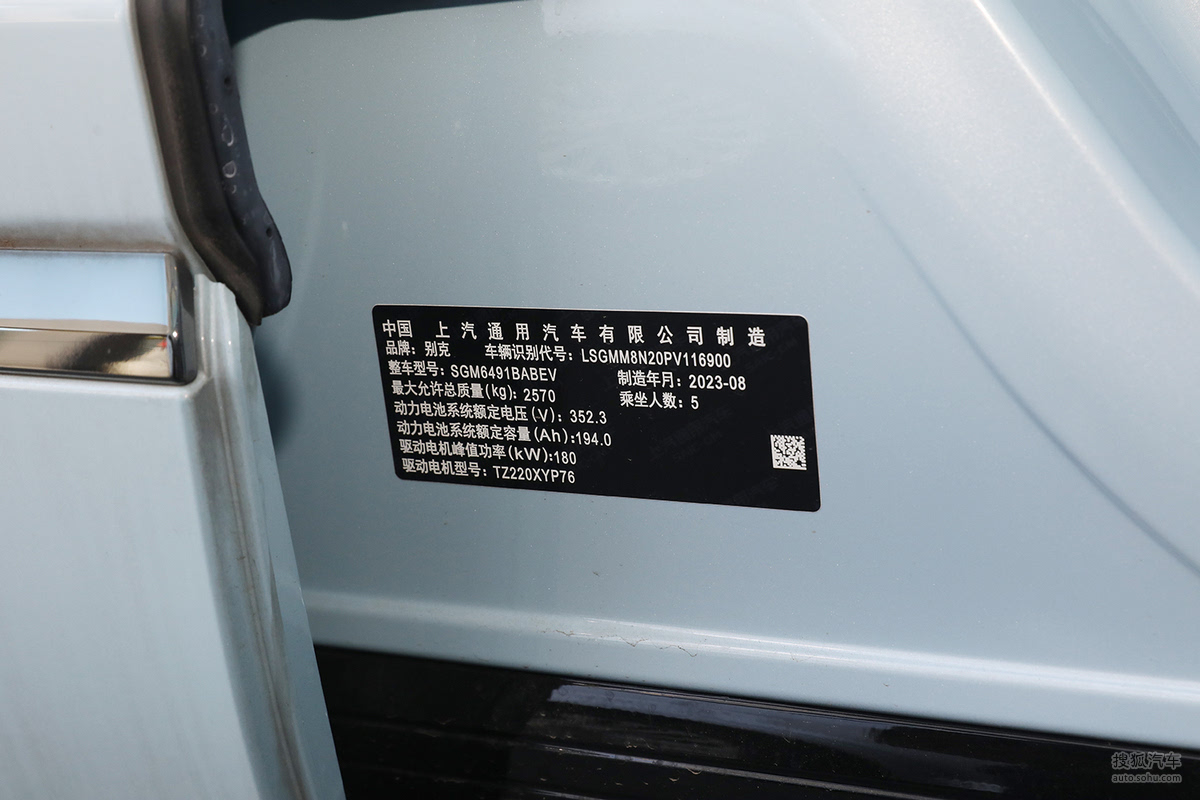 中国 上汽通用汽车有限公司制造
品牌：别克 车辆识别代号：LSGMM8N20PV116900
整车型号：SGM6491BABEV 制造年月：2023-08
最大允许总质量(kg)：2570 乘坐人数：5
动力电池系统额定电压(V)：352.3
动力电池系统额定容量(Ah):194.0
驱动电机峰值功率(kW):180
驱动电机型号：TZ220XYP76
搜狐汽车
auto.sohu.com